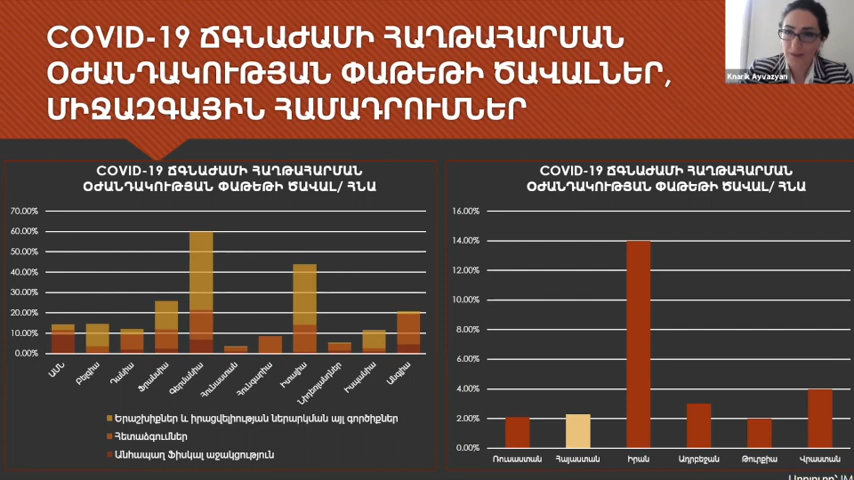 COVID-19 ՃԳՆԱԺԱՄԻ ՀԱՂԹԱՀԱՐՄԱՆ
ՕԺԱՆԴԱԿՈՒԹՅԱՆ ՓԱԹԵԹԻ ԾԱՎԱԼՆԵՐ,
ՄԻՋԱԶԳԱՅԻՆ ՀԱՄԱԴՐՈՒՄՆԵՐ
Knarik Ayvazyan
COVID-19 ՃԳՆԱԺԱՄԻ ՀԱՂԹԱՀԱՐՄԱՆ
ՕԺԱՆԴԱԿՈՒԹՅԱՆ ՓԱԹԵԹԻ ԾԱՎԱԼ/ ՀՆԱ
70.00%
60.00%
50.00%
40.00%
30.00%
20.00%
10.00%
0.00%
ԱՄՆ
Բելգիա
Դանիա
Ֆրանսիա
Գերմանիա
Հունաստան
Հունգարիա
Իտալիա
Նիդեռլանդներ
Իսպանիա
Անգլիա
Երաշխիքներ և իրացվելիության ներարկման այլ գործիքներ
Հետաձգումներ
Անհապաղ Ֆիսկալ աջակցություն
COVID-19 ՃԳՆԱԺԱՄԻ ՀԱՂԹԱՀԱՐՄԱՆ
ՕԺԱՆԴԱԿՈՒԹՅԱՆ ՓԱԹԵԹԻ ԾԱՎԱԼ/ ՀՆԱ
16.00%
14.00%
12.00%
10.00%
8.00%
6.00%
4.00%
2.00%
0.00%
Ռուսաստան
Հայաստան
Իրան
Ադրբեջան
Թուրքիա
Վրաստան